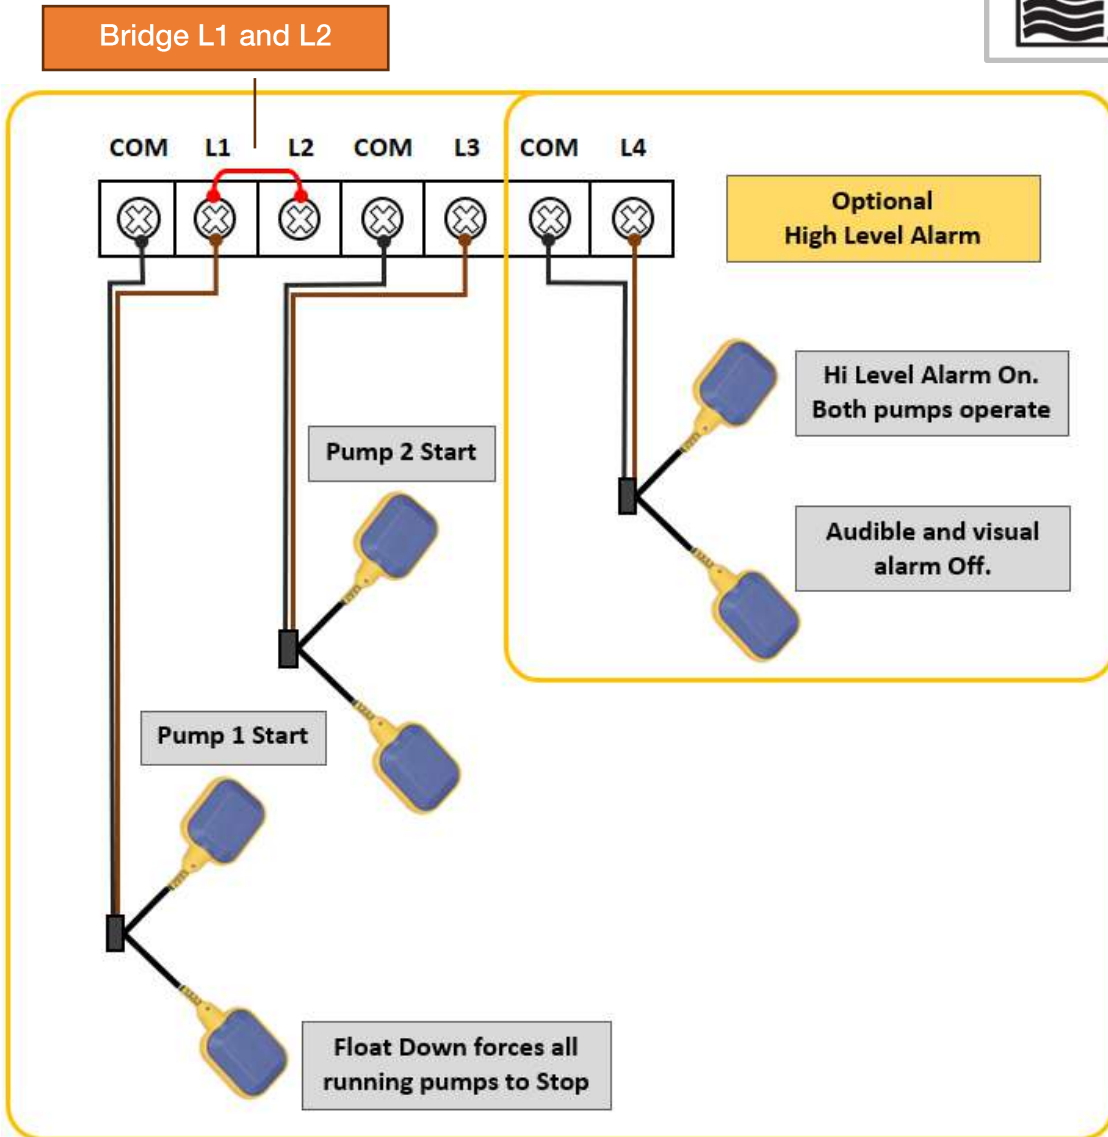 Bridge L1 and L2
COM L1 L2 COM L3 COM L4
Optional
High Level Alarm
Hi Level Alarm On.
Both pumps operate
Pump 2 Start
Audible and visual
alarm Off.
Pump 1 Start
Float Down forces all
running pumps to Stop